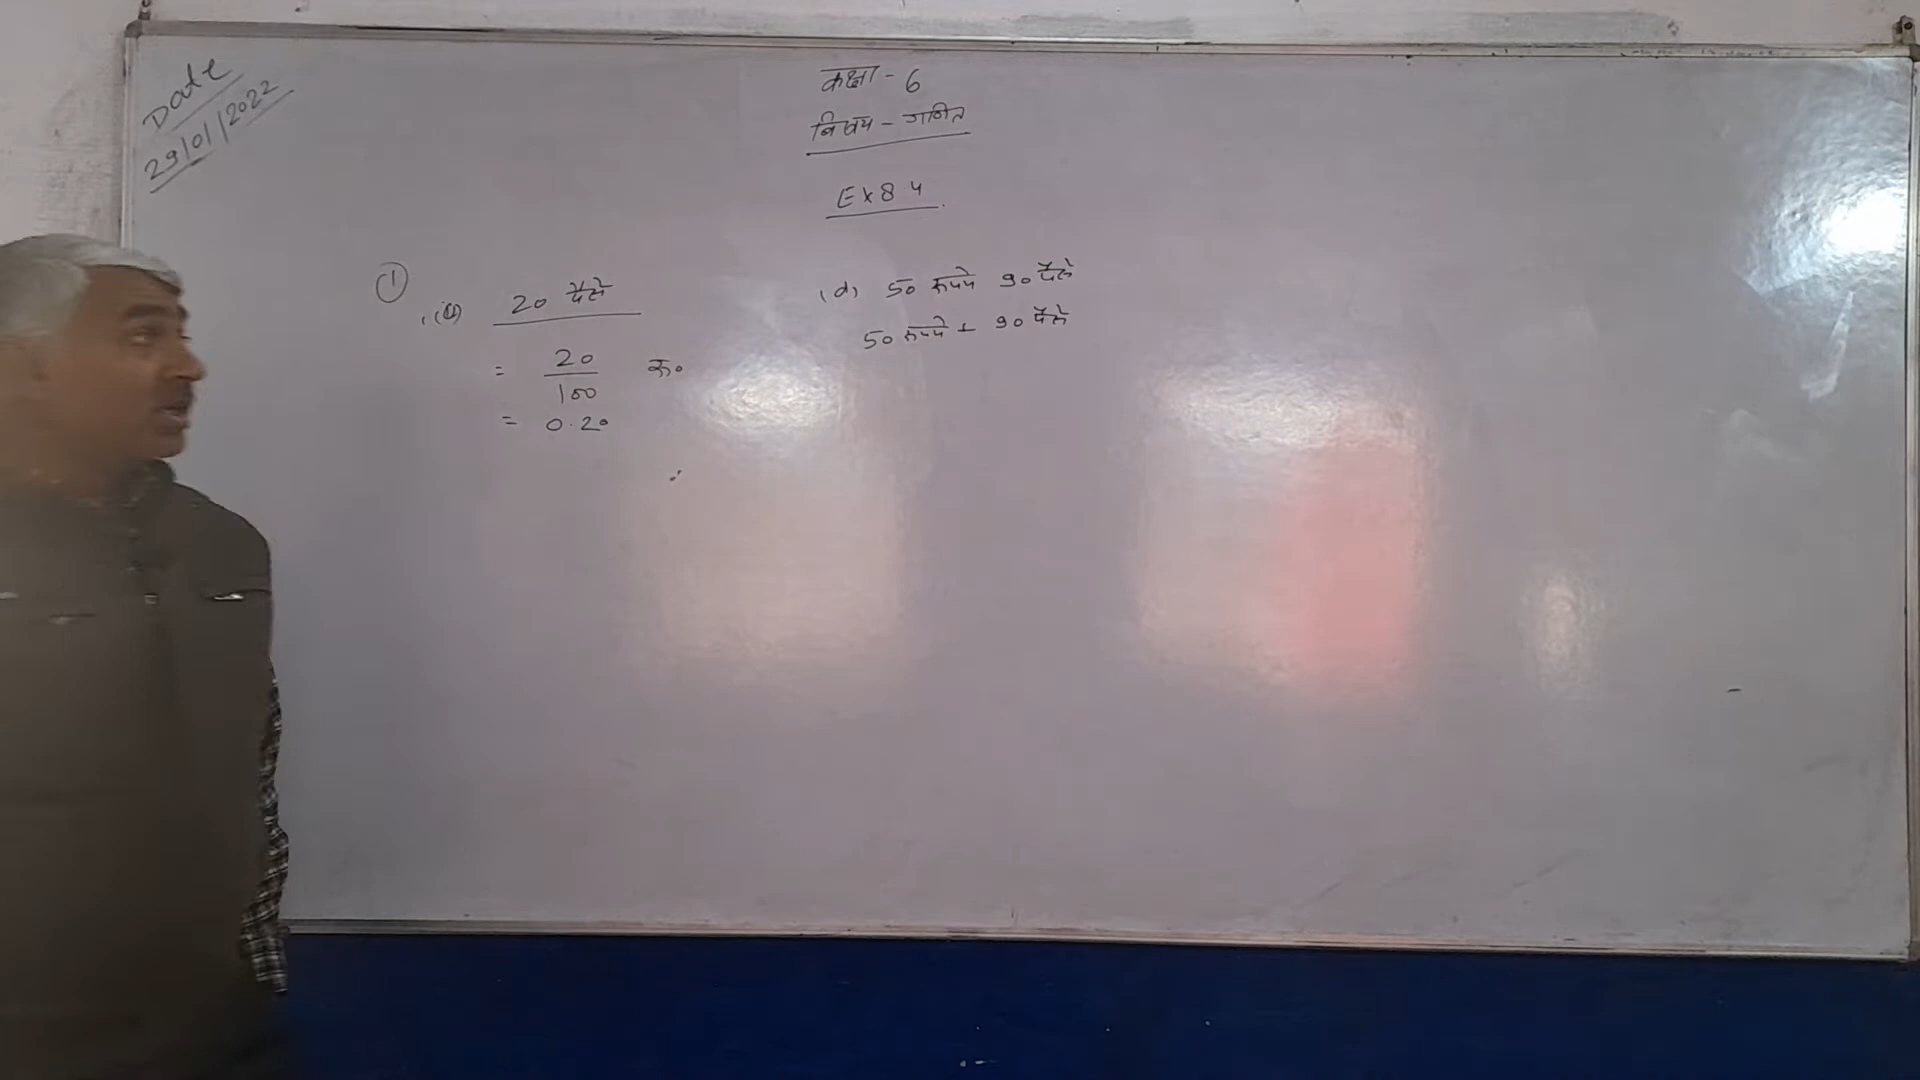 Date
29/01/2022
कक्षा - 6
विषय - गणित
Ex 8.4
①
20 पैसे
= 20/100 रू०
= 0.20
(d) 50 रूपये 90 पैसे
50 रूपये + 90 पैसे